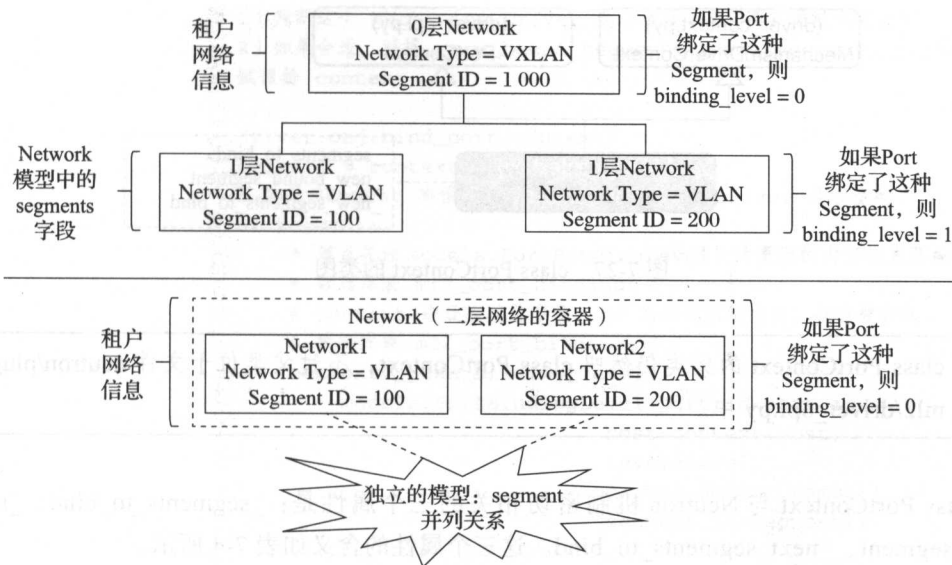 租户
网络
信息
0层Network
Network Type = VXLAN
Segment ID = 1 000
如果Port
绑定了这种
Segment，则
binding_level = 0
Network
模型中的
segments
字段
1层Network
Network Type = VLAN
Segment ID = 100
1层Network
Network Type = VLAN
Segment ID = 200
如果Port
绑定了这种
Segment，则
binding_level = 1
租户
网络
信息
Network（二层网络的容器）
Network1
Network Type = VLAN
Segment ID = 100
Network2
Network Type = VLAN
Segment ID = 200
如果Port
绑定了这种
Segment，则
binding_level = 0
独立的模型：segment
并列关系